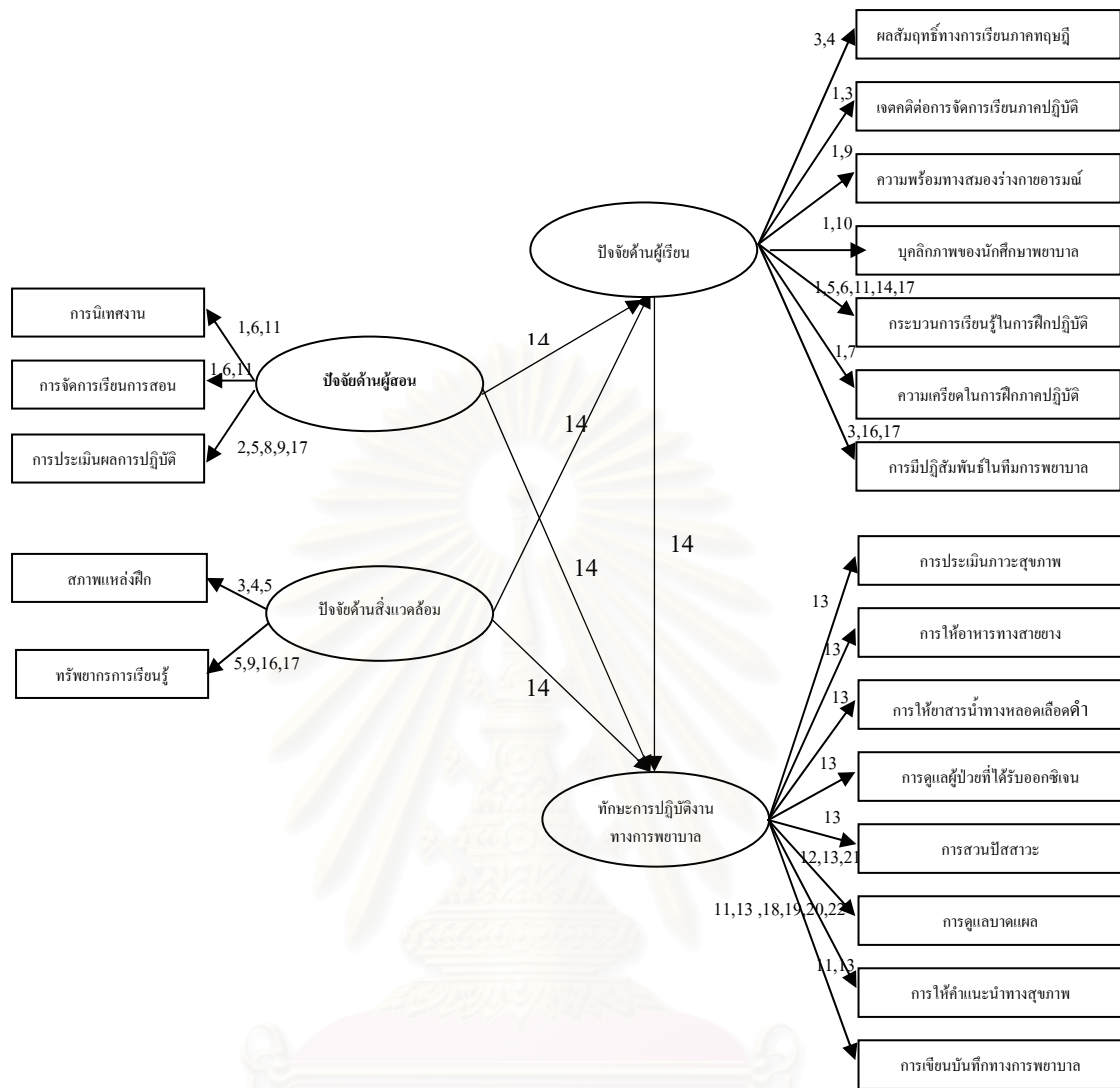 3,4
ผลสัมฤทธิ์ทางการเรียนภาคทฤษฎี
1,3
เจตคติต่อการจัดการเรียนภาคปฏิบัติ
1,9
ความพร้อมทางสมองร่างกายอารมณ์
1,10
บุคลิกภาพของนักศึกษาพยาบาล
1,5,6,11,14,17
กระบวนการเรียนรู้ในการฝึกปฏิบัติ
1,7
ความเครียดในการฝึกภาคปฏิบัติ
3,16,17
การมีปฏิสัมพันธ์ในทีมการพยาบาล
ปัจจัยด้านผู้เรียน
การนิเทศงาน
1,6,11
การจัดการเรียนการสอน
1,6,11
การประเมินผลการปฏิบัติ
2,5,8,9,17
ปัจจัยด้านผู้สอน
14
14
14
14
14
สภาพแหล่งฝึก
3,4,5
ทรัพยากรการเรียนรู้
5,9,16,17
ปัจจัยด้านสิ่งแวดล้อม
ทักษะการปฏิบัติงาน
ทางการพยาบาล
13
การประเมินภาวะสุขภาพ
13
การให้อาหารทางสายยาง
13
การให้ยาสารน้ำทางหลอดเลือดดำ
13
การดูแลผู้ป่วยที่ได้รับออกซิเจน
13
การสวนปัสสาวะ
12,13,21
การดูแลบาดแผล
11,13 ,18,19,20,22
การให้คำแนะนำทางสุขภาพ
11,13
การเขียนบันทึกทางการพยาบาล